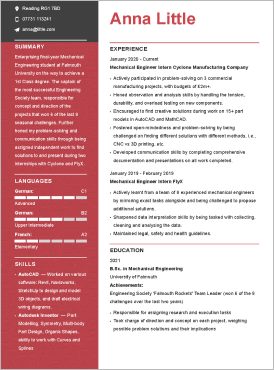 Reading RG1 7BD
07731 113241
anna@little.com
SUMMARY
Enterprising final-year Mechanical
Engineering student at Falmouth
University on the way to achieve a
1st Class degree. The captain of
the most successful Engineering
Society team, responsible for
concept and direction of the
projects that won 6 of the last 8
seasonal challenges. Further
honed my problem-solving and
communication skills through being
assigned independent work to find
solutions to and present during two
internships with Cyclone and FlyX.
LANGUAGES
German: C1
Advanced
German: B2
Upper Intermediate
French: A2
Elementary
SKILLS
• AutoCAD — Worked on various
software: Revit, Navisworks,
SketchUp to design and model
3D objects, and draft electrical
wiring diagrams.
• Autodesk Inventor — Part
Modelling, Symmetry, Multi-body
Part Design, Organic Shapes,
ability to work with Curves and
Splines
Anna Little
EXPERIENCE
January 2020 - Current
Mechanical Engineer Intern Cyclone Manufacturing Company
• Actively participated in problem-solving on 3 commercial
manufacturing projects, with budgets of £2m+.
• Honed observation and analysis skills by handling the tension,
durability, and overload testing on new components.
• Encouraged to find creative solutions during work on 15+ part
models in AutoCAD and MathCAD.
• Fostered openmindedness and problem-solving by being
challenged on finding different solutions with different methods, i.e.,
CNC vs 3D printing, etc.
• Developed communication skills by completing comprehensive
documentation and presentations on all work completed.
January 2019 - February 2019
Mechanical Engineer Intern FlyX
• Actively learnt from a team of 8 experienced mechanical engineers
by mirroring exact tasks alongside and being challenged to propose
additional solutions.
• Sharpened data interpretation skills by being tasked with collecting,
cleaning and analysing the data.
• Maintained legal, safety and health guidelines.
EDUCATION
2021
B.Sc. in Mechanical Engineering
University of Falmouth
Achievements:
Engineering Society "Falmouth Rockets" Team Leader (won 6 of the 8
challenges over the last two years)
• Responsible for assigning research and execution tasks
• Took charge of direction and concept on each project, weighing
possible problem solutions and their implications